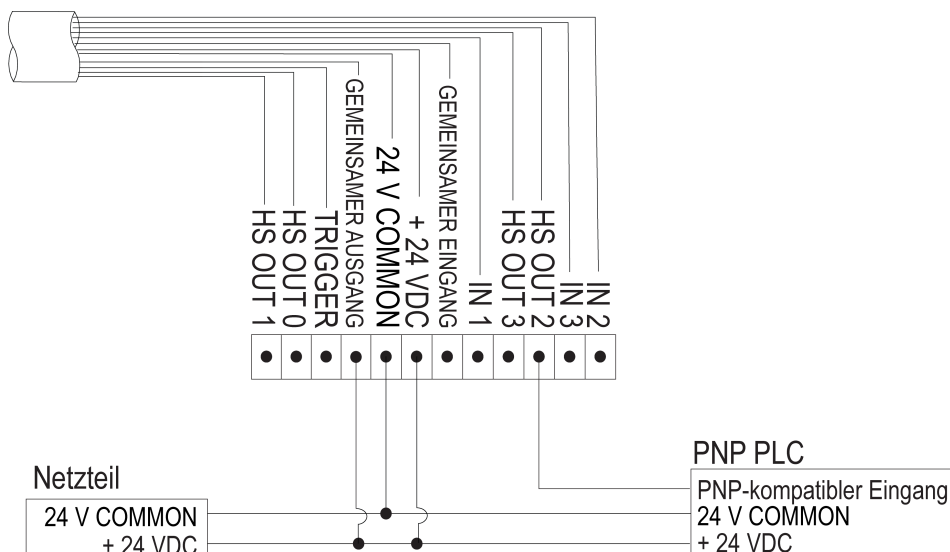 HS OUT 1
HS OUT 0
TRIGGER
GEMEINSAMER AUSGANG
24 V COMMON
+ 24 VDC
GEMEINSAMER EINGANG
IN 1
HS OUT 3
HS OUT 2
IN 3
IN 2
Netzteil
24 V COMMON
+ 24 VDC
PNP PLC
PNP-kompatibler Eingang
24 V COMMON
+ 24 VDC